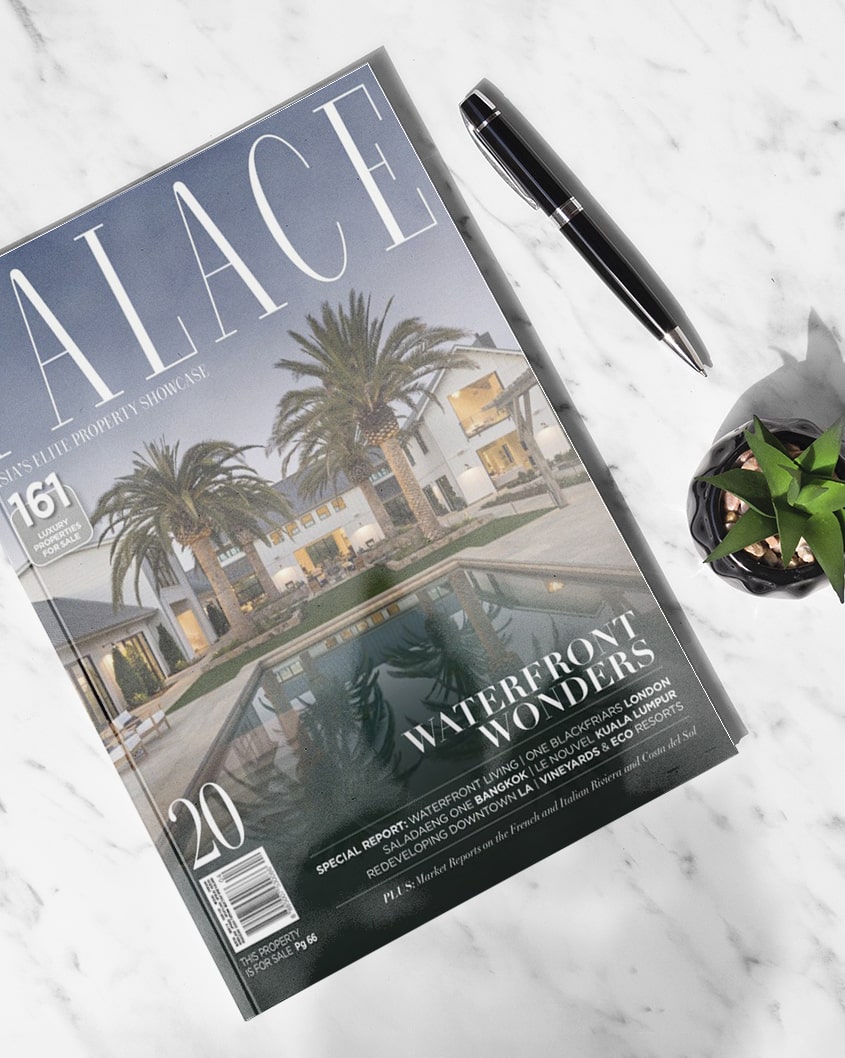 PALACE
ASIA'S ELITE PROPERTY SHOWCASE
161
LUXURY
PROPERTIES
FOR SALE
WATERFRONT
WONDERS
SPECIAL REPORT: WATERFRONT LIVING | ONE BLACKFRIARS LONDON
SALADAENG ONE BANGKOK | LE NOUVEL KUALA LUMPUR
REDEVELOPING DOWNTOWN LA | VINEYARDS & ECO RESORTS
PLUS: Market Reports on the French and Italian Riviera and Costa del Sol
20
THIS PROPERTY
IS FOR SALE Pg 66